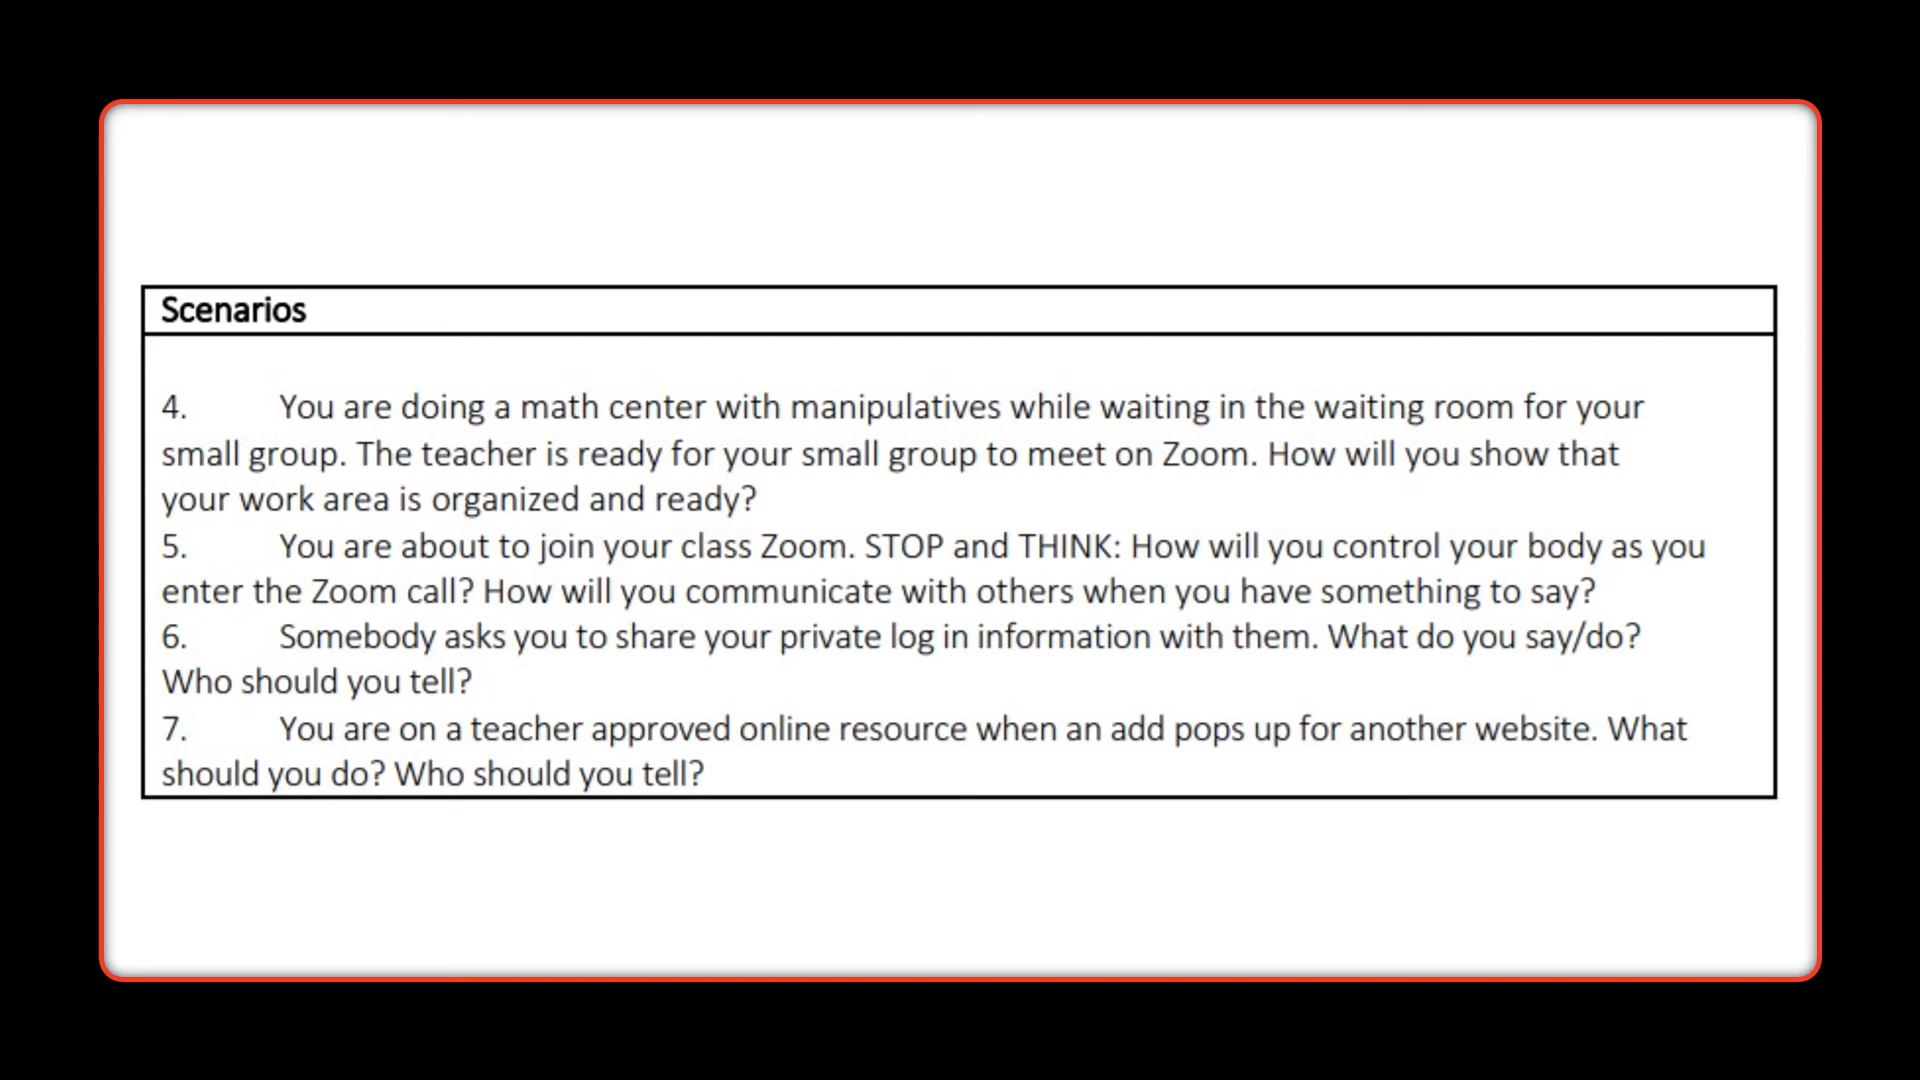 Scenarios
4. You are doing a math center with manipulatives while waiting in the waiting room for your
small group. The teacher is ready for your small group to meet on Zoom. How will you show that
your work area is organized and ready?
5. You are about to join your class Zoom. STOP and THINK: How will you control your body as you
enter the Zoom call? How will you communicate with others when you have something to say?
6. Somebody asks you to share your private log in information with them. What do you say/do?
Who should you tell?
7. You are on a teacher approved online resource when an add pops up for another website. What
should you do? Who should you tell?